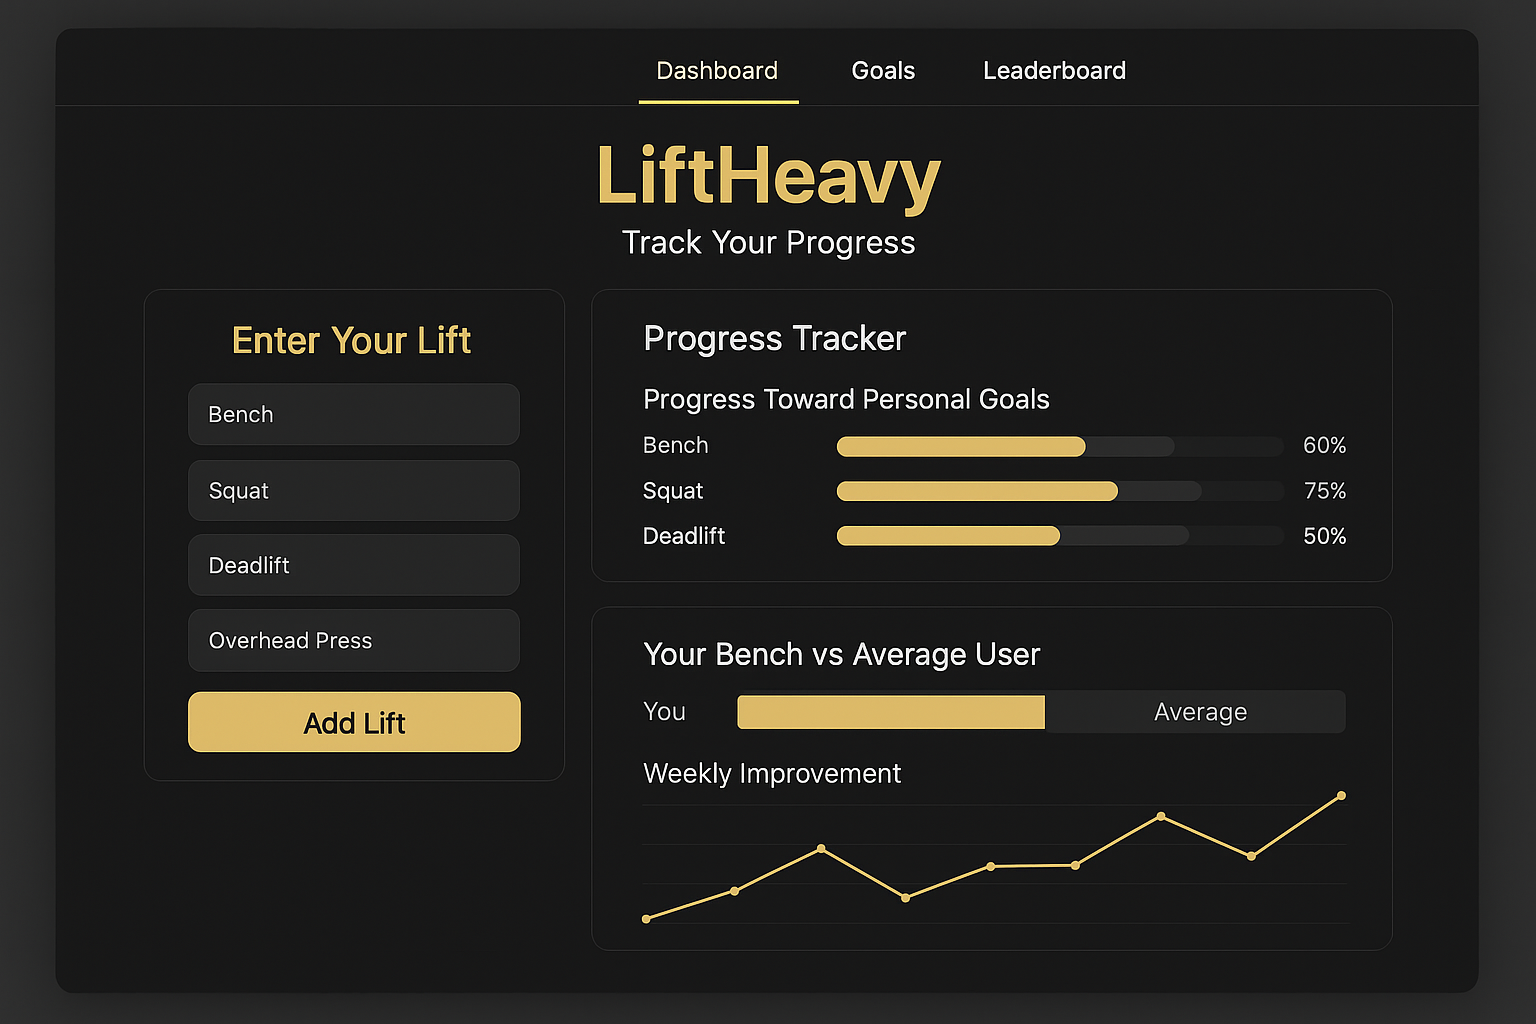 Dashboard Goals Leaderboard
LiftHeavy
Track Your Progress
Enter Your Lift
Bench
Squat
Deadlift
Overhead Press
Add Lift
Progress Tracker
Progress Toward Personal Goals
Bench 60%
Squat 75%
Deadlift 50%
Your Bench vs Average User
You Average
Weekly Improvement